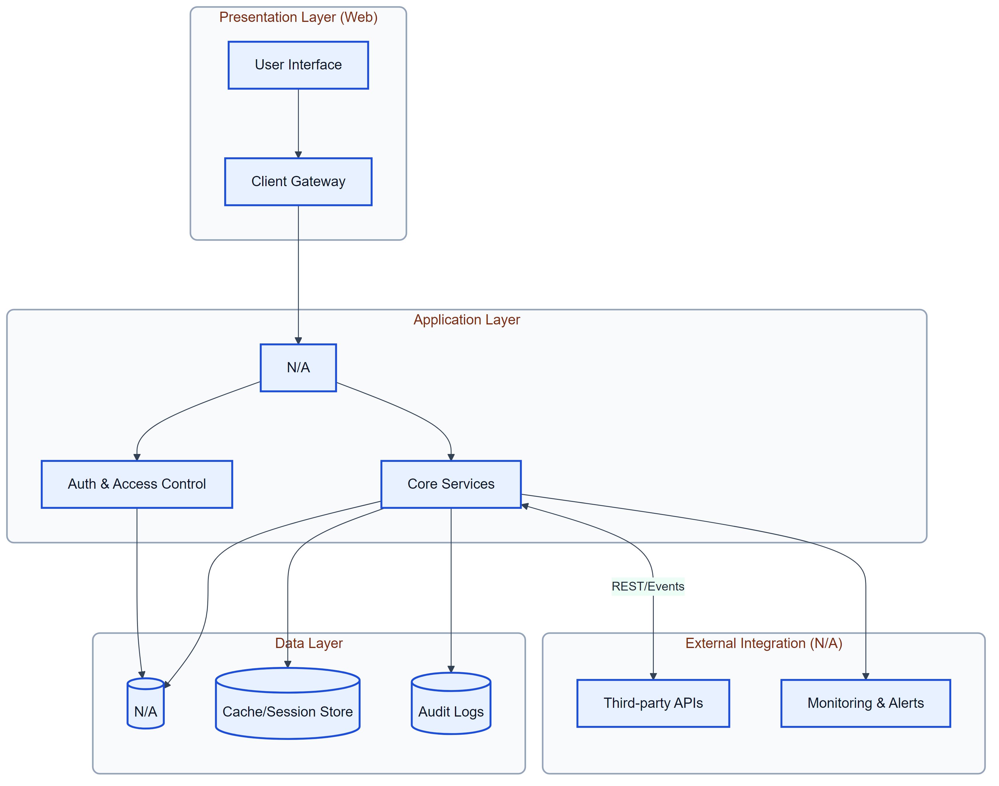 Presentation Layer (Web)
User Interface
Client Gateway
Application Layer
N/A
Auth & Access Control
Core Services
REST/Events
Data Layer
External Integration (N/A)
N/A
Cache/Session Store
Audit Logs
Third-party APIs
Monitoring & Alerts